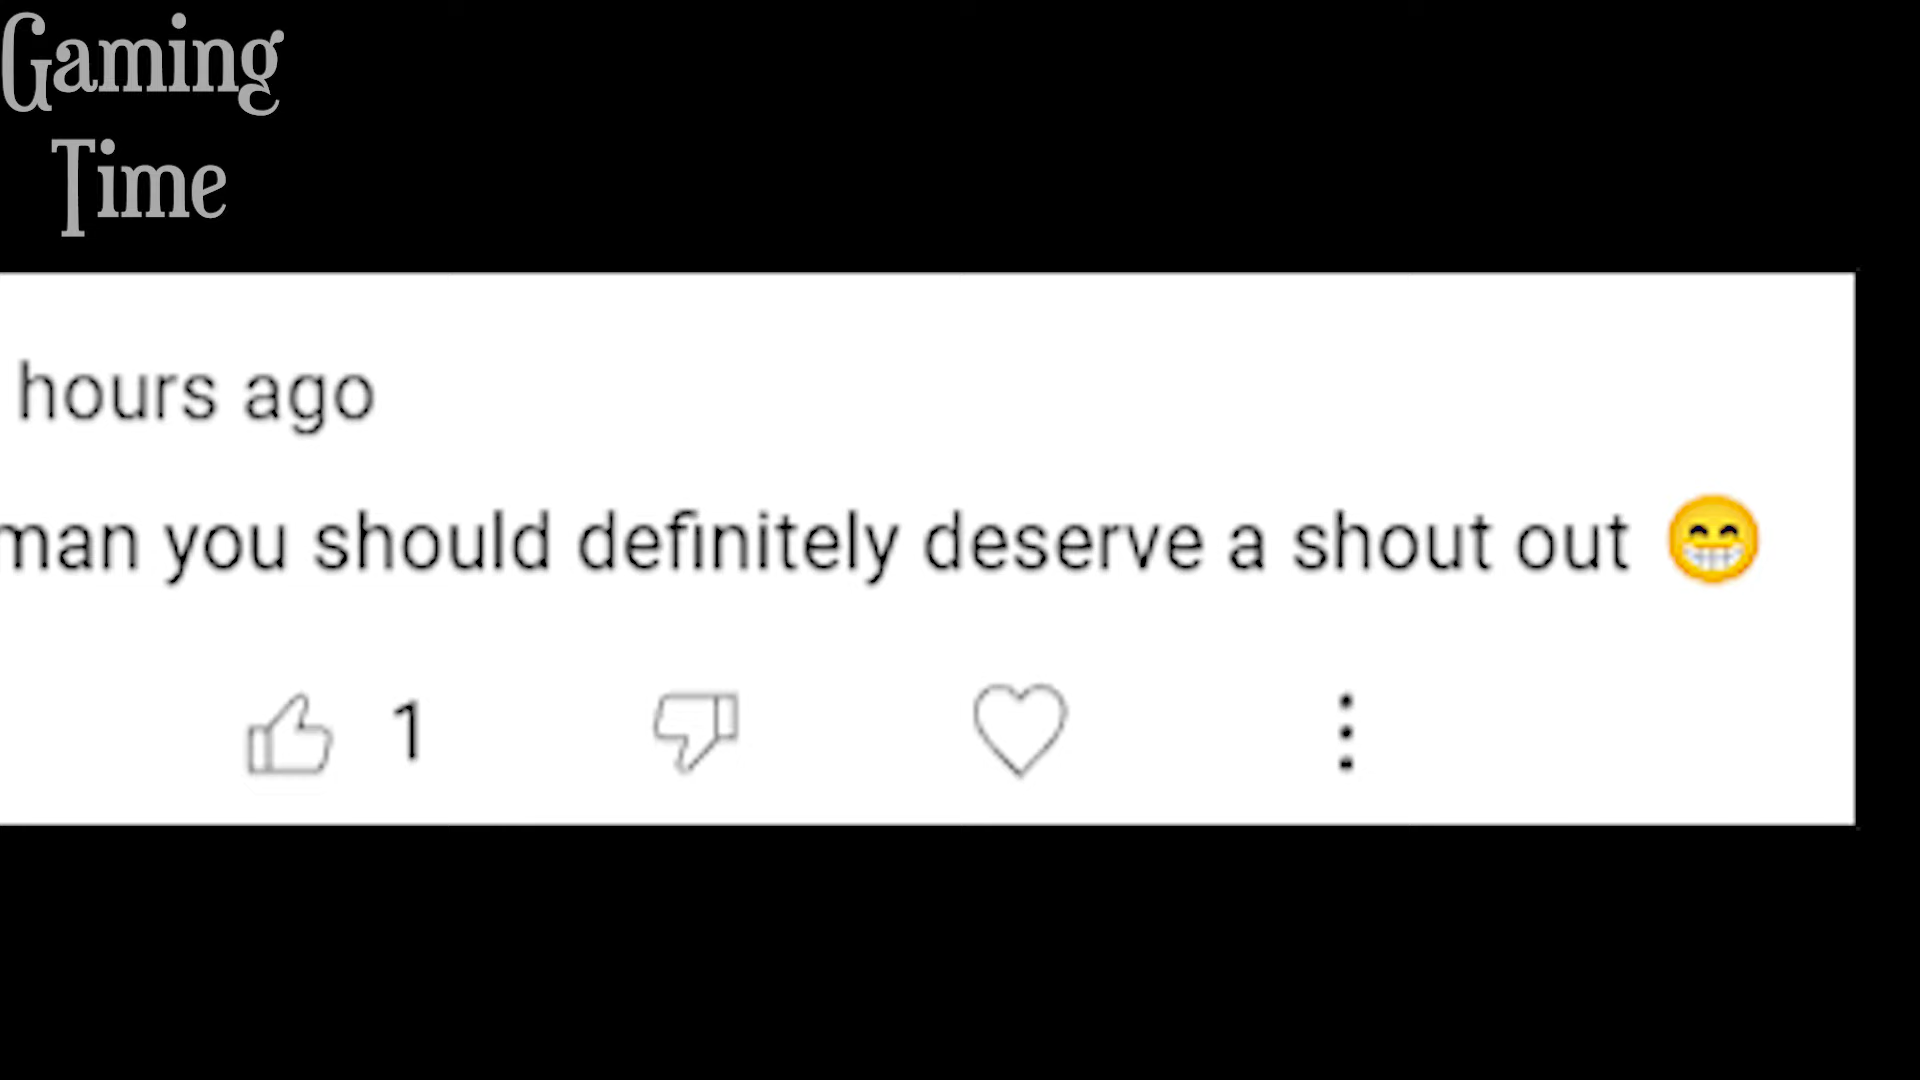 Gaming
Time
hours ago
man you should definitely deserve a shout out 😁
1